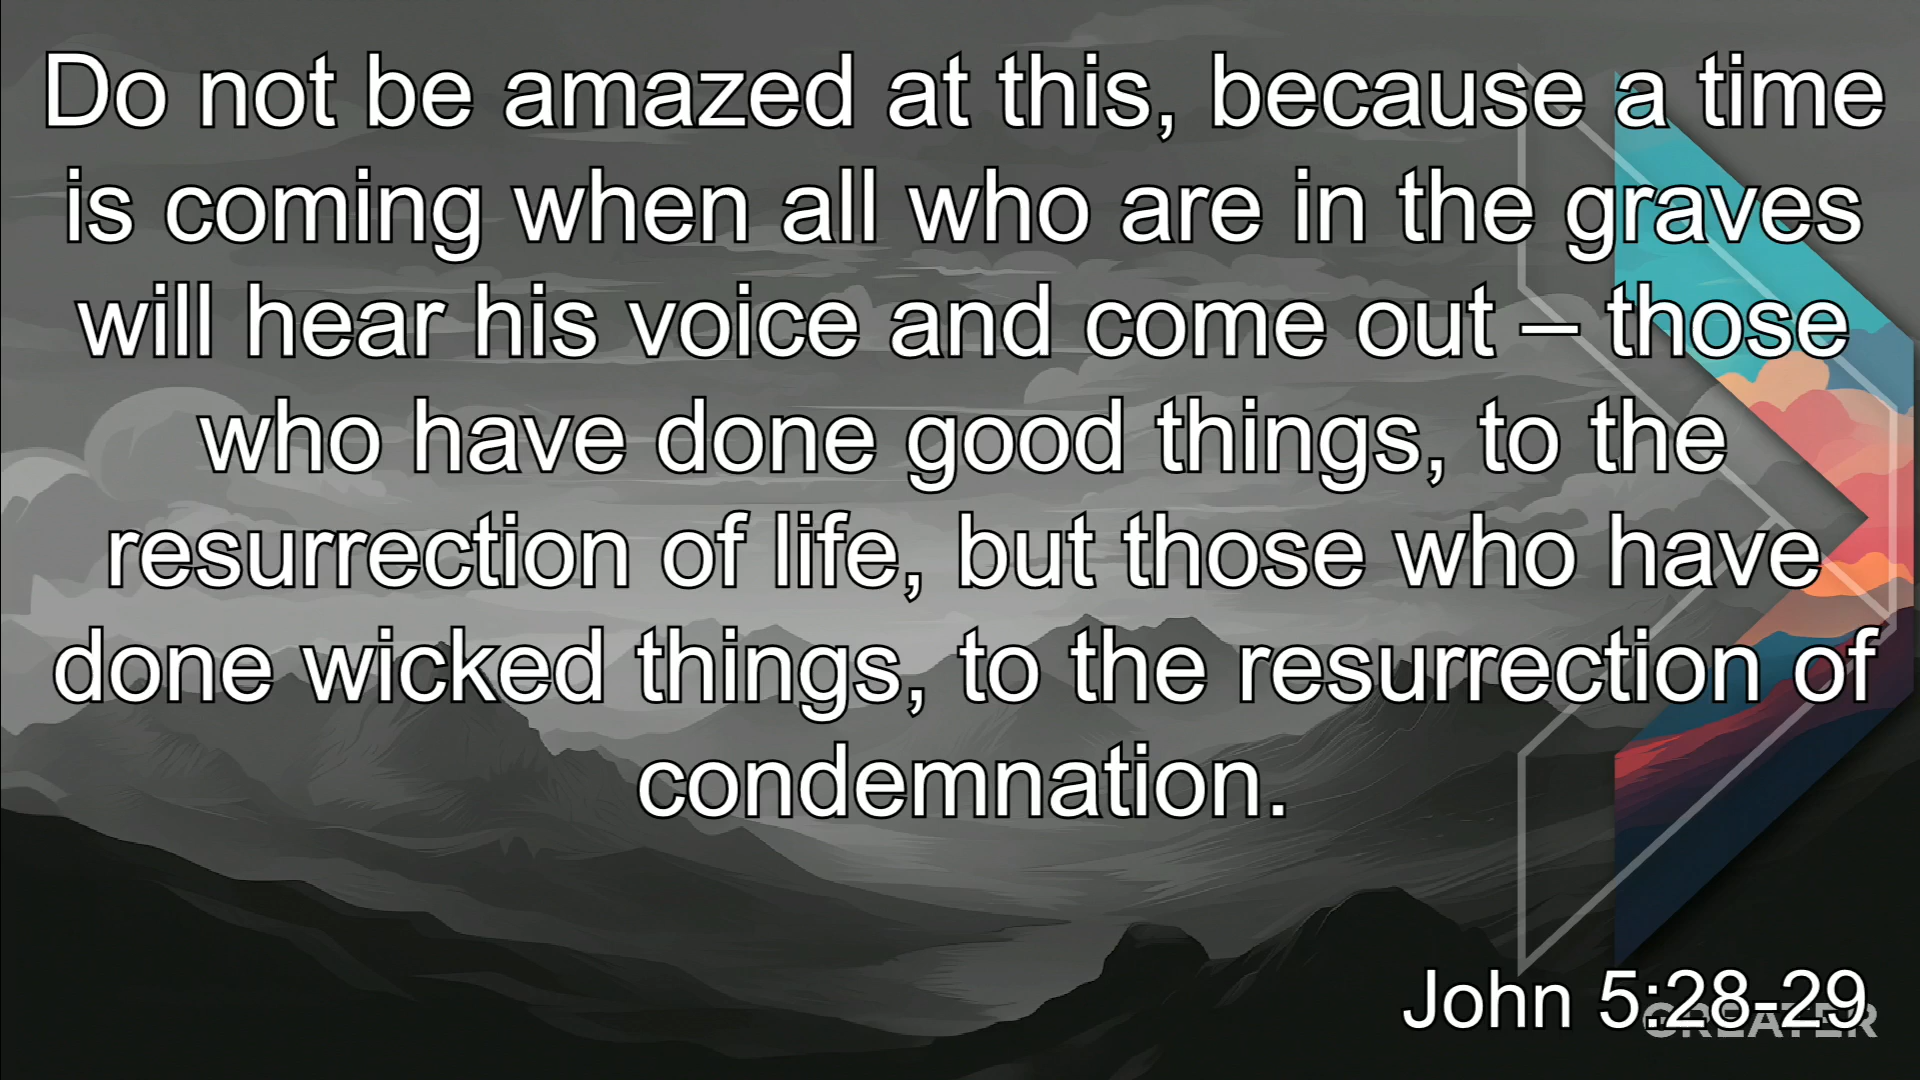 Do not be amazed at this, because a time
is coming when all who are in the graves
will hear his voice and come out – those
who have done good things, to the
resurrection of life, but those who have
done wicked things, to the resurrection of
condemnation.
John 5:28-29
GREATER